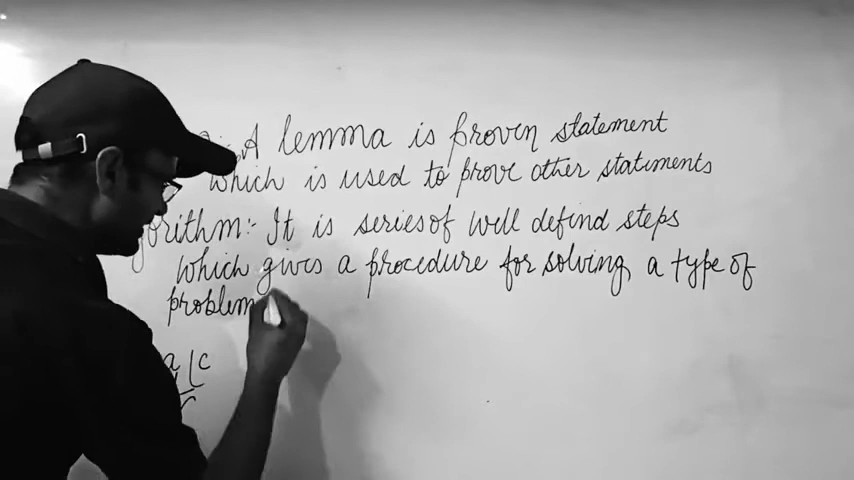 A lemma is proven statement
which is used to prove other statements
gorithm:- It is series of well defind steps
which gives a procedure for solving, a type of
problem
a c